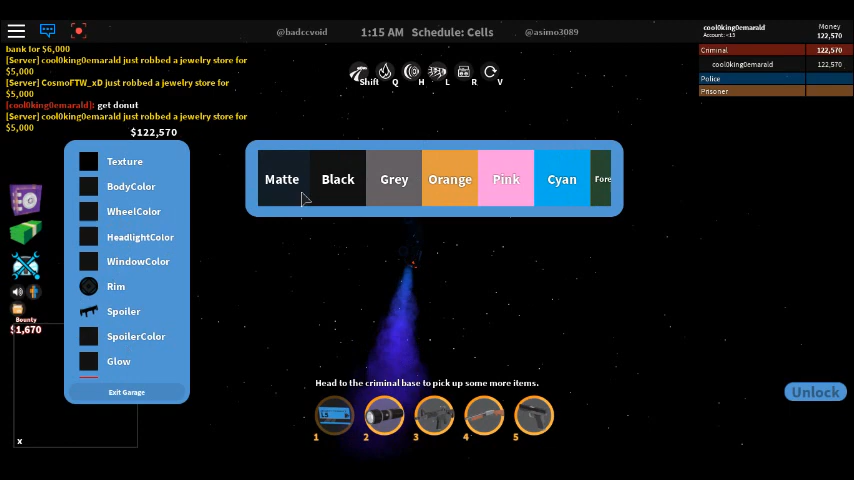 @badccvoid
1:15 AM Schedule: Cells
@asimo3089
cool0king0emarald
Account: <13
Money
122,570
Criminal 122,570
cool0king0emarald 122,570
Police
Prisoner
bank for $6,000
[Server] cool0king0emarald just robbed a jewelry store for
$5,000
[Server] CosmoFTW_xD just robbed a jewelry store for
$5,000
[cool0king0emarald]: get donut
[Server] cool0king0emarald just robbed a jewelry store for
$5,000
Shift Q H L R V
$122,570
Texture
BodyColor
WheelColor
HeadlightColor
WindowColor
Rim
Spoiler
SpoilerColor
Glow
Exit Garage
Matte Black Grey Orange Pink Cyan Fore
Bounty
$1,670
x
Head to the criminal base to pick up some more items.
1 2 3 4 5
Unlock